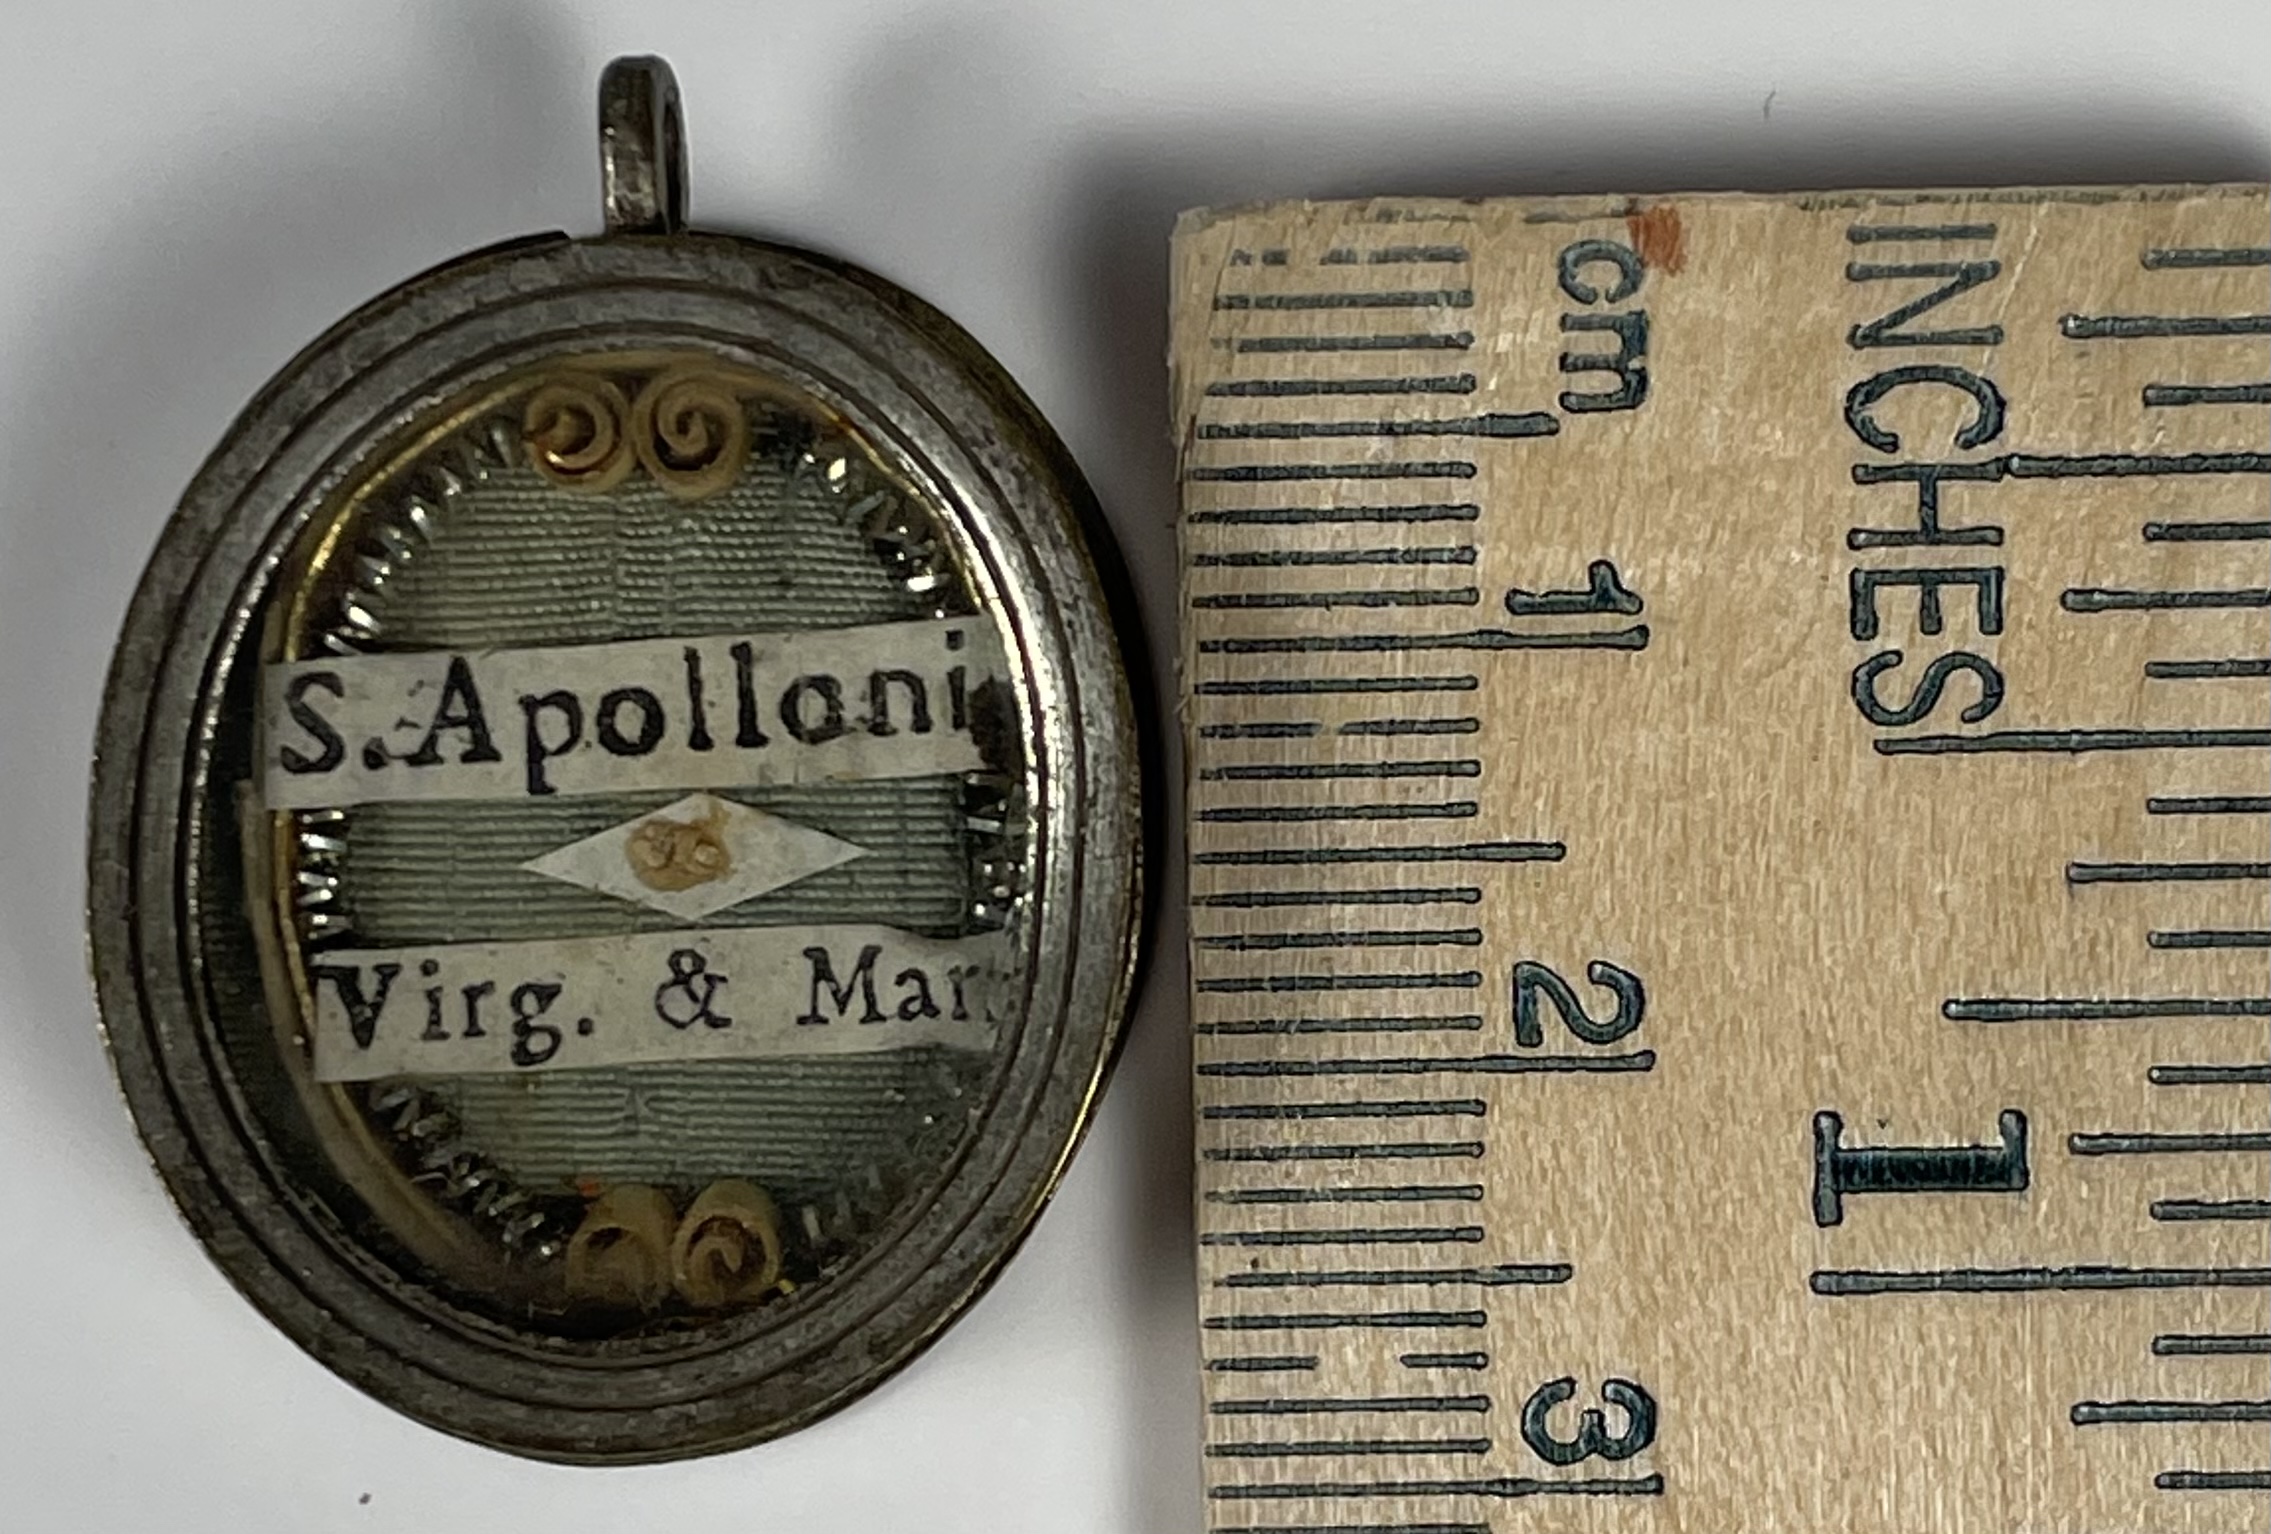 S. Apolloni
Virg. & Mar
cm
1
2
3
INCHES
1